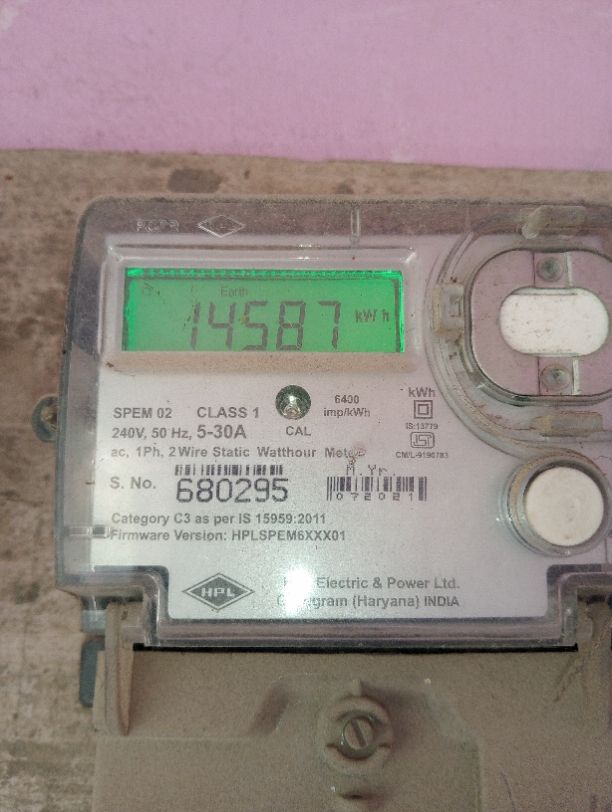 Earth
14587 kWh
6400
imp/kWh
kWh
SPEM 02 CLASS 1
240V, 50 Hz, 5-30A
CAL
IS:13779
ISI
CM/L-9190783
ac, 1Ph, 2 Wire Static Watthour Meter
M. Yr.
S. No. 680295
072021
Category C3 as per IS 15959:2011
Firmware Version: HPLSPEM6XXX01
HPL
Electric & Power Ltd.
(Haryana) INDIA